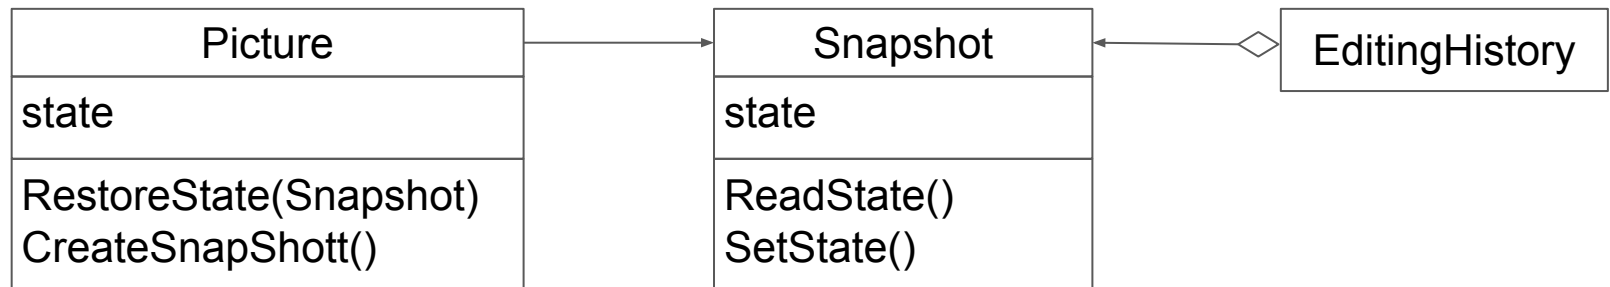 Picture
state
RestoreState(Snapshot)
CreateSnapShott()
Snapshot
state
ReadState()
SetState()
EditingHistory